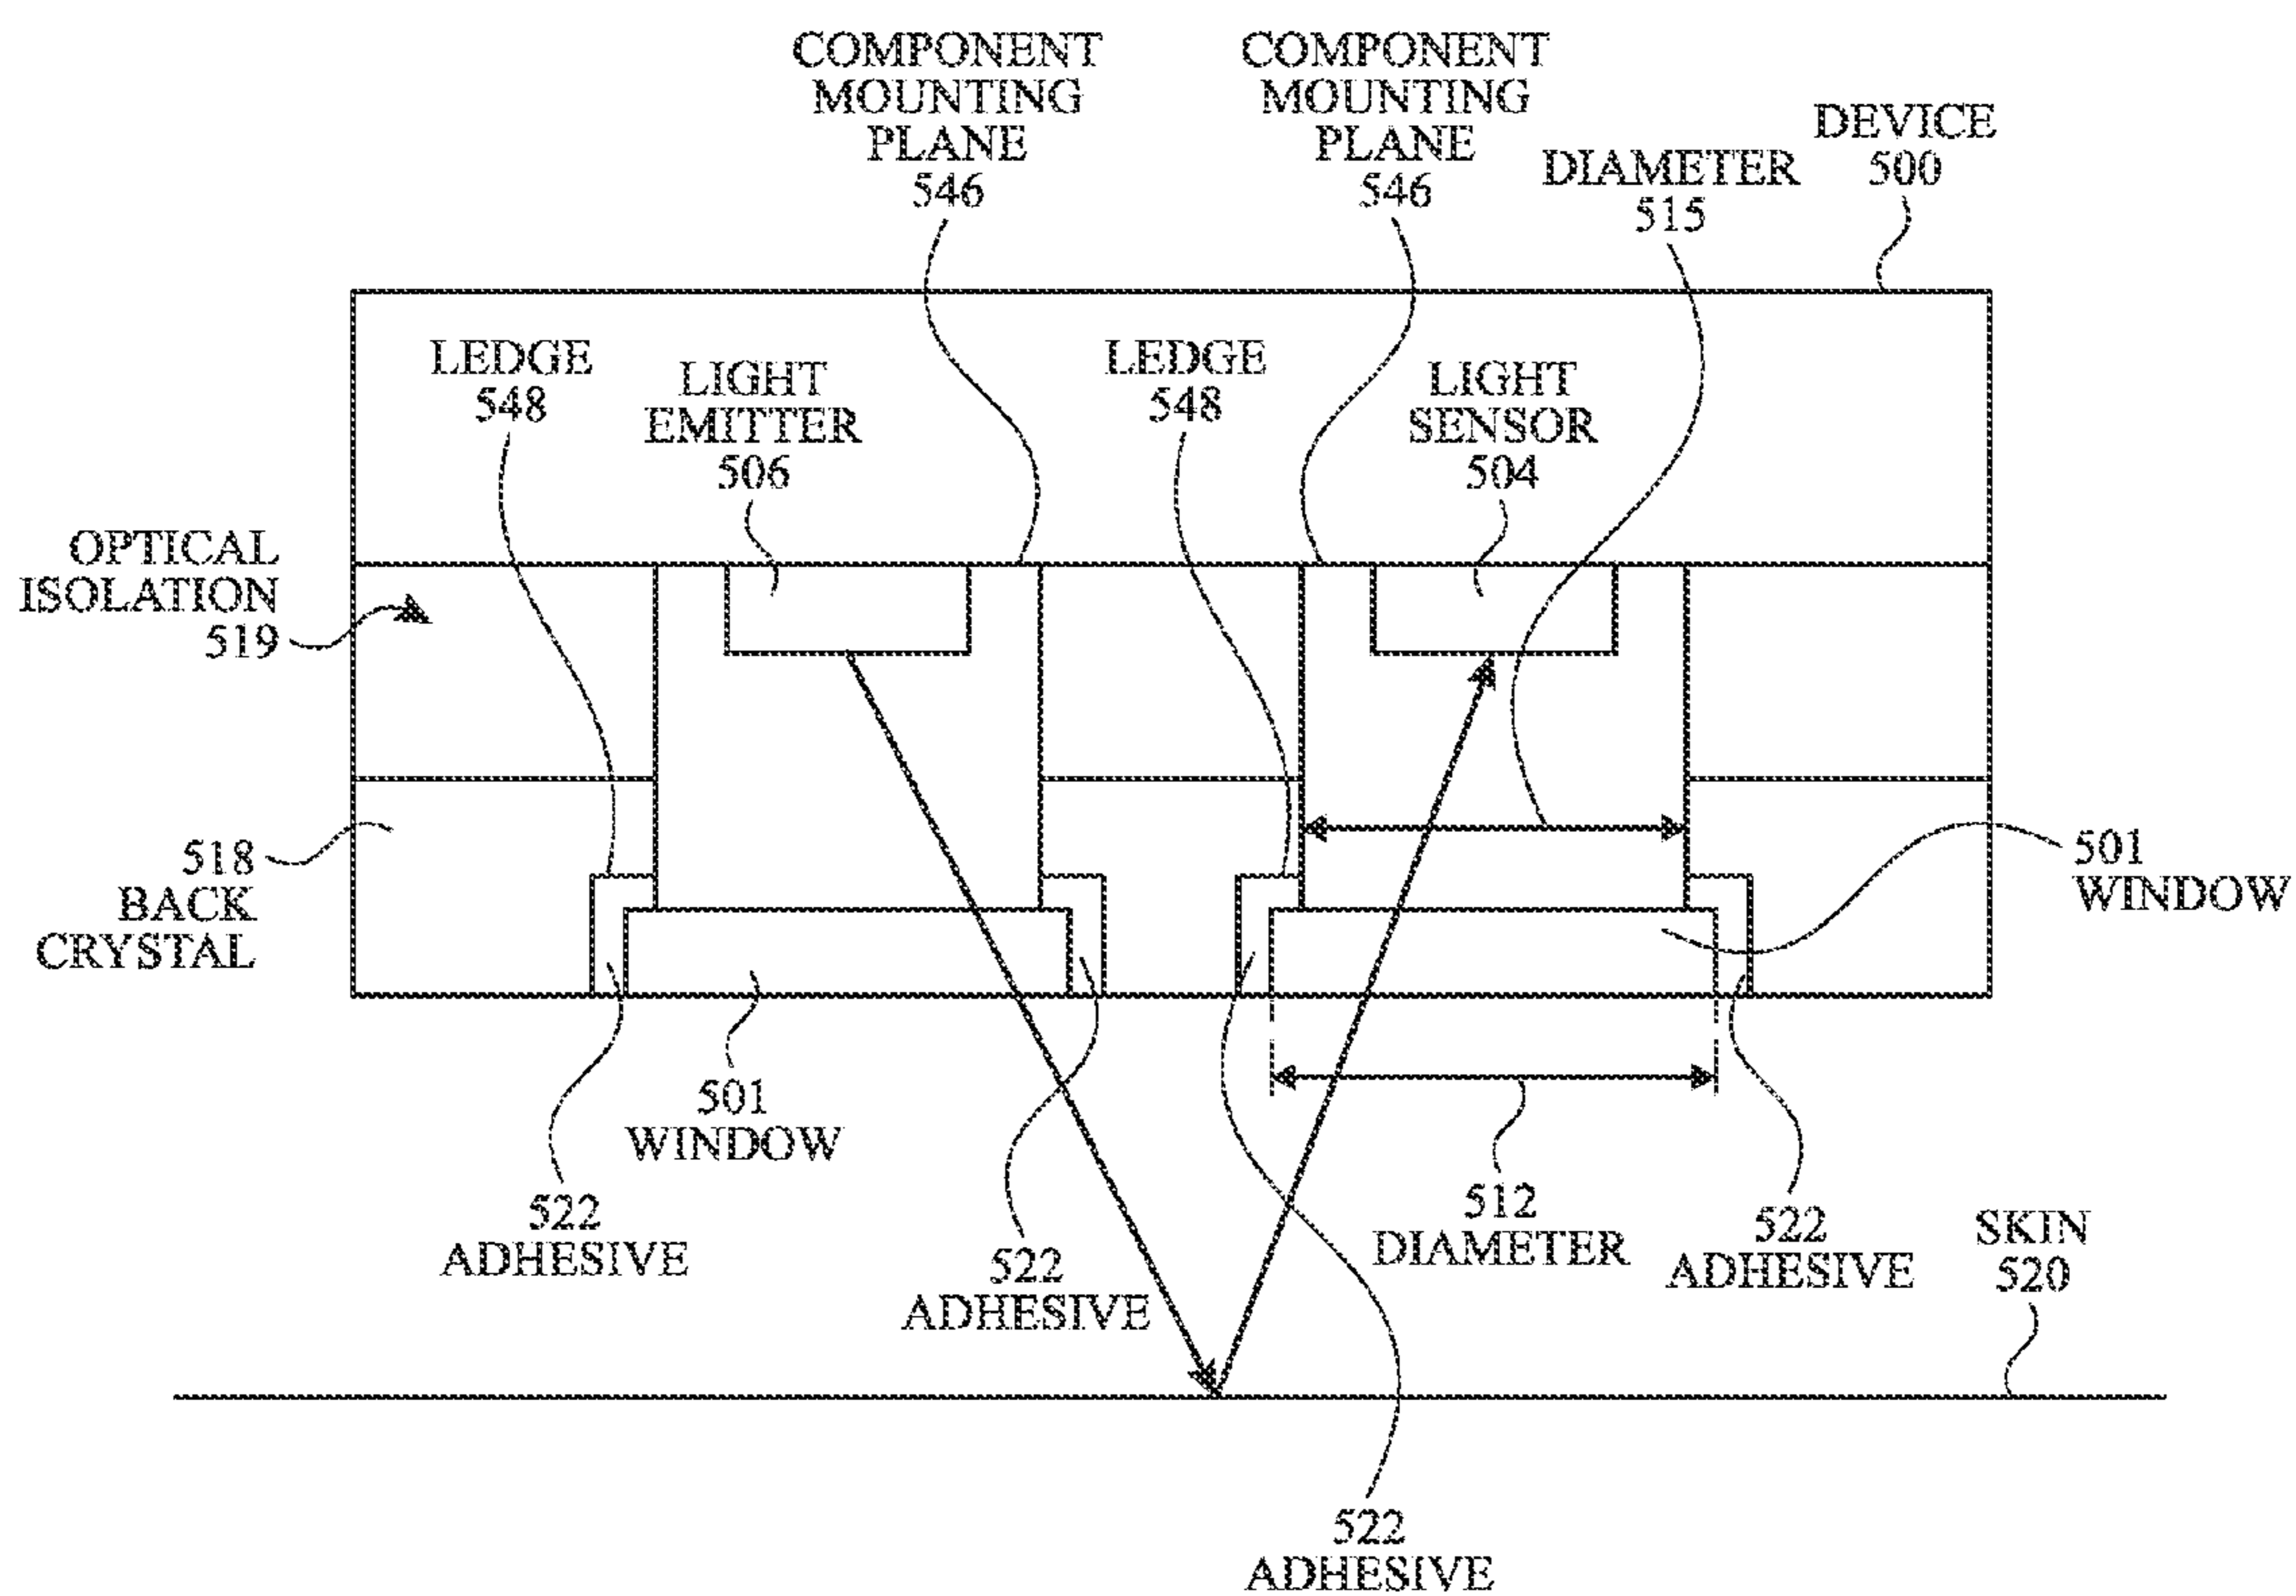 COMPONENT
MOUNTING
PLANE
546
COMPONENT
MOUNTING
PLANE
546
DIAMETER
515
DEVICE
500
LEDGE
548
LIGHT
EMITTER
506
LEDGE
548
LIGHT
SENSOR
504
OPTICAL
ISOLATION
519
518
BACK
CRYSTAL
501
WINDOW
501
WINDOW
522
ADHESIVE
522
ADHESIVE
512
DIAMETER
522
ADHESIVE
SKIN
520
522
ADHESIVE